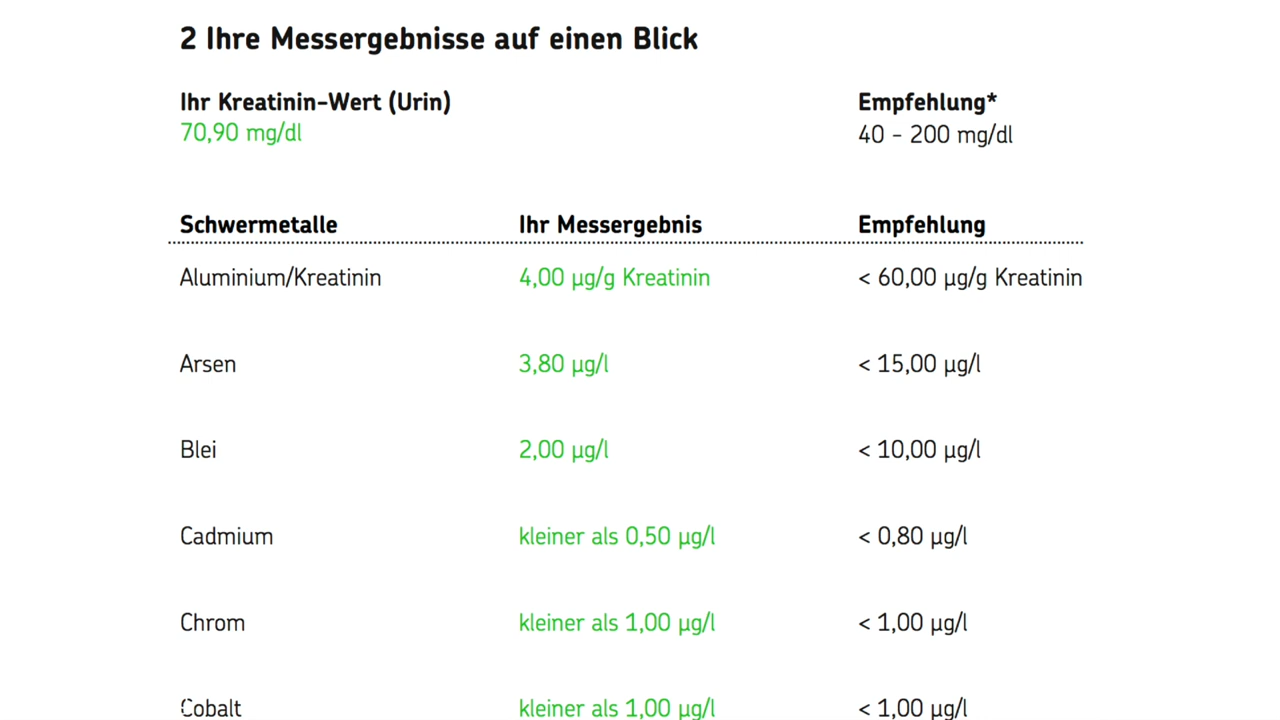 2 Ihre Messergebnisse auf einen Blick
Ihr Kreatinin-Wert (Urin) Empfehlung*
70,90 mg/dl 40 - 200 mg/dl
Schwermetalle Ihr Messergebnis Empfehlung
Aluminium/Kreatinin 4,00 µg/g Kreatinin < 60,00 µg/g Kreatinin
Arsen 3,80 µg/l < 15,00 µg/l
Blei 2,00 µg/l < 10,00 µg/l
Cadmium kleiner als 0,50 µg/l < 0,80 µg/l
Chrom kleiner als 1,00 µg/l < 1,00 µg/l
Cobalt kleiner als 1,00 µg/l < 1,00 µg/l